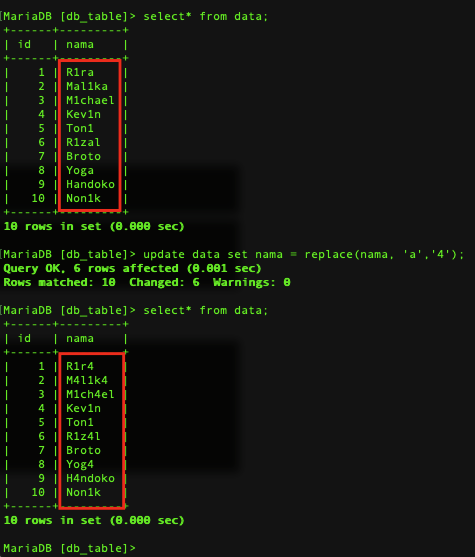 [MariaDB [db_table]> select* from data;
+------+---------+
| id   | nama    |
+------+---------+
|    1 | R1ra    |
|    2 | Mal1ka  |
|    3 | M1chael |
|    4 | Kev1n   |
|    5 | Ton1    |
|    6 | R1zal   |
|    7 | Broto   |
|    8 | Yoga    |
|    9 | Handoko |
|   10 | Non1k   |
+------+---------+
10 rows in set (0.000 sec)
[MariaDB [db_table]> update data set nama = replace(nama, 'a','4');
Query OK, 6 rows affected (0.001 sec)
Rows matched: 10  Changed: 6  Warnings: 0
[MariaDB [db_table]> select* from data;
+------+---------+
| id   | nama    |
+------+---------+
|    1 | R1r4    |
|    2 | M4l1k4  |
|    3 | M1ch4el |
|    4 | Kev1n   |
|    5 | Ton1    |
|    6 | R1z4l   |
|    7 | Broto   |
|    8 | Yog4    |
|    9 | H4ndoko |
|   10 | Non1k   |
+------+---------+
10 rows in set (0.000 sec)
MariaDB [db_table]>